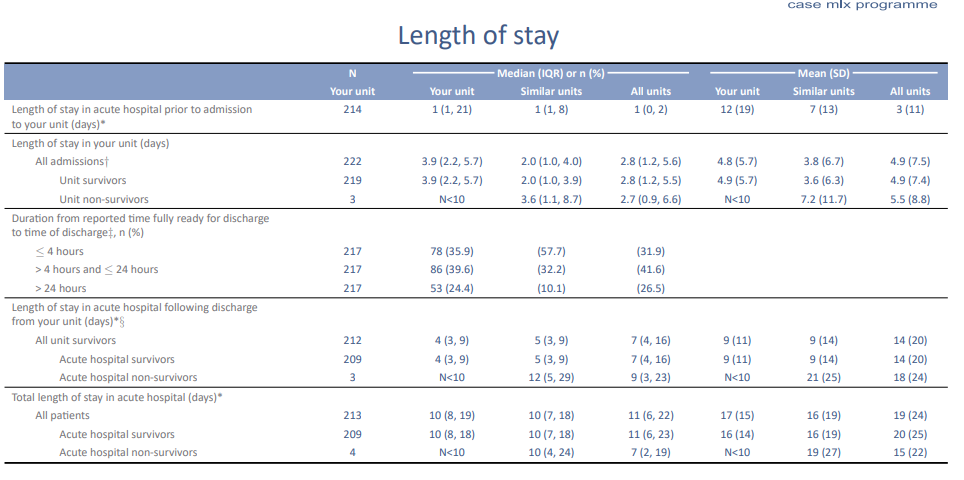 case mix programme
Length of stay
N Median (IQR) or n (%) Mean (SD)
Your unit Your unit Similar units All units Your unit Similar units All units
Length of stay in acute hospital prior to admission 214 1 (1, 21) 1 (1, 8) 1 (0, 2) 12 (19) 7 (13) 3 (11)
to your unit (days)*
Length of stay in your unit (days)
All admissions† 222 3.9 (2.2, 5.7) 2.0 (1.0, 4.0) 2.8 (1.2, 5.6) 4.8 (5.7) 3.8 (6.7) 4.9 (7.5)
Unit survivors 219 3.9 (2.2, 5.7) 2.0 (1.0, 3.9) 2.8 (1.2, 5.5) 4.9 (5.7) 3.6 (6.3) 4.9 (7.4)
Unit non-survivors 3 N<10 3.6 (1.1, 8.7) 2.7 (0.9, 6.6) N<10 7.2 (11.7) 5.5 (8.8)
Duration from reported time fully ready for discharge
to time of discharge‡, n (%)
≤ 4 hours 217 78 (35.9) (57.7) (31.9)
> 4 hours and ≤ 24 hours 217 86 (39.6) (32.2) (41.6)
> 24 hours 217 53 (24.4) (10.1) (26.5)
Length of stay in acute hospital following discharge
from your unit (days)*§
All unit survivors 212 4 (3, 9) 5 (3, 9) 7 (4, 16) 9 (11) 9 (14) 14 (20)
Acute hospital survivors 209 4 (3, 9) 5 (3, 9) 7 (4, 16) 9 (11) 9 (14) 14 (20)
Acute hospital non-survivors 3 N<10 12 (5, 29) 9 (3, 23) N<10 21 (25) 18 (24)
Total length of stay in acute hospital (days)*
All patients 213 10 (8, 19) 10 (7, 18) 11 (6, 22) 17 (15) 16 (19) 19 (24)
Acute hospital survivors 209 10 (8, 18) 10 (7, 18) 11 (6, 23) 16 (14) 16 (19) 20 (25)
Acute hospital non-survivors 4 N<10 10 (4, 24) 7 (2, 19) N<10 19 (27) 15 (22)